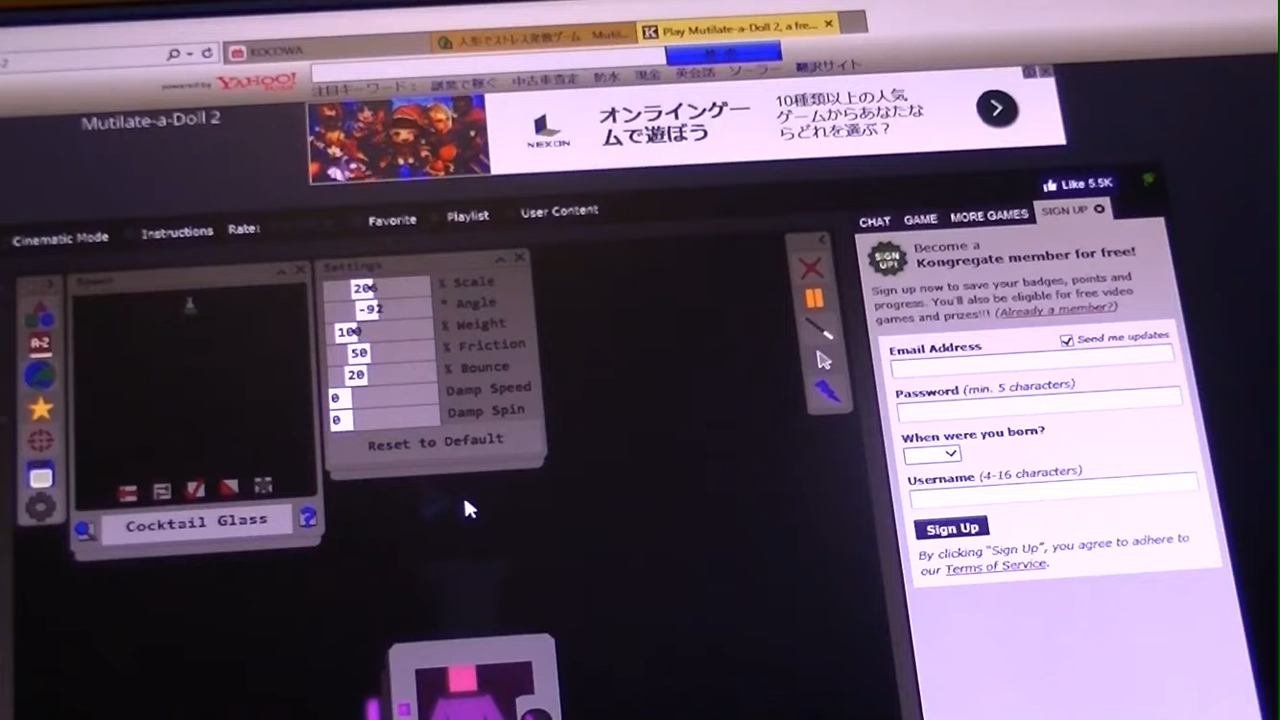 -2
KOCOWA
人形でストレス発散ゲーム Mutil...
Play Mutilate-a-Doll 2, a fre...
powered by YAHOO!
注目キーワード： 副業で稼ぐ 中古車査定 防水 現金 英会話 ソーラー 翻訳サイト
Mutilate-a-Doll 2
NEXON
オンラインゲームで遊ぼう
10種類以上の人気
ゲームからあなたな
らどれを選ぶ？
Like 5.5K
Cinematic Mode Instructions Rate: Favorite Playlist User Content
CHAT GAME MORE GAMES SIGN UP
Spawn
Settings
206 % Scale
-92 ° Angle
100 % Weight
50 % Friction
20 % Bounce
0 Damp Speed
0 Damp Spin
Reset to Default
A-Z
Cocktail Glass
SIGN UP!
Become a
Kongregate member for free!
Sign up now to save your badges, points and
progress. You'll also be eligible for free video
games and prizes!!! (Already a member?)
Email Address Send me updates
Password (min. 5 characters)
When were you born?
Username (4-16 characters)
Sign Up
By clicking "Sign Up", you agree to adhere to
our Terms of Service.